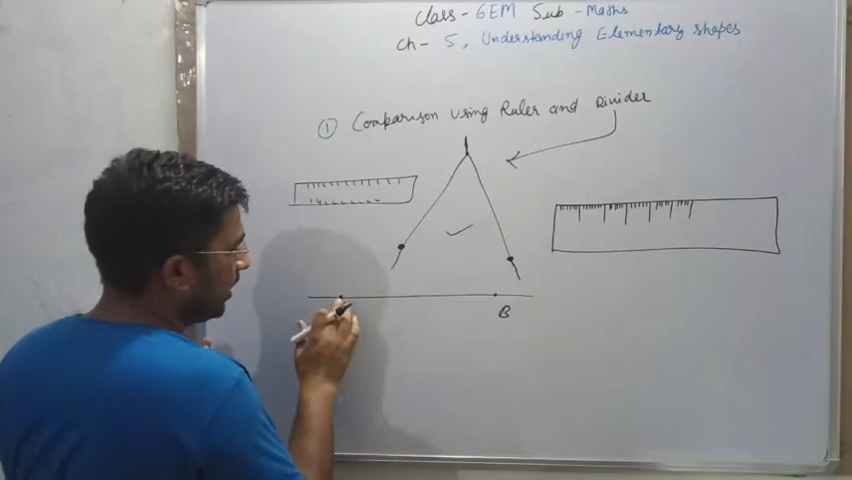 Class - 6EM Sub - Maths
Ch - 5, Understanding Elementary shapes
① Comparison using Ruler and Divider
B